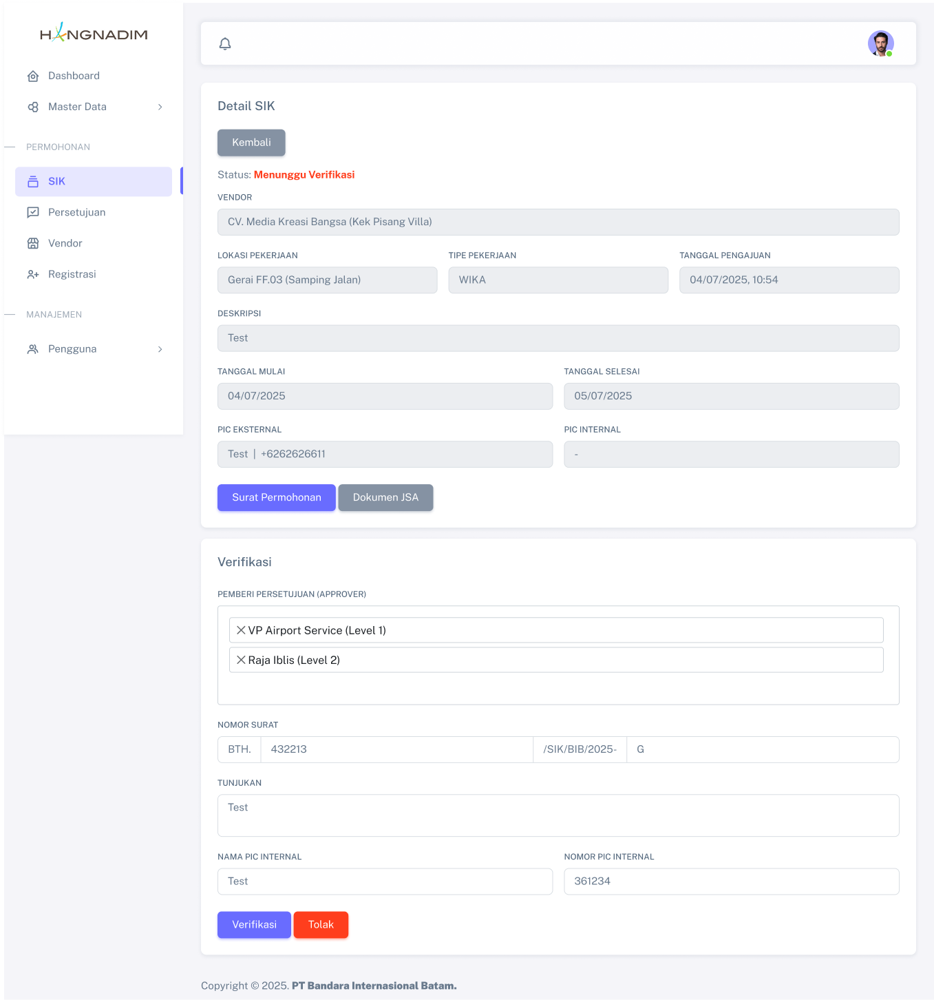 HANGNADIM
Dashboard
Master Data
PERMOHONAN
SIK
Persetujuan
Vendor
Registrasi
MANAJEMEN
Pengguna
Detail SIK
Kembali
Status: Menunggu Verifikasi
VENDOR
CV. Media Kreasi Bangsa (Kek Pisang Villa)
LOKASI PEKERJAAN TIPE PEKERJAAN TANGGAL PENGAJUAN
Gerai FF.03 (Samping Jalan) WIKA 04/07/2025, 10:54
DESKRIPSI
Test
TANGGAL MULAI TANGGAL SELESAI
04/07/2025 05/07/2025
PIC EKSTERNAL PIC INTERNAL
Test | +6262626611 -
Surat Permohonan Dokumen JSA
Verifikasi
PEMBERI PERSETUJUAN (APPROVER)
VP Airport Service (Level 1)
Raja Iblis (Level 2)
NOMOR SURAT
BTH. 432213 /SIK/BIB/2025- G
TUNJUKAN
Test
NAMA PIC INTERNAL NOMOR PIC INTERNAL
Test 361234
Verifikasi Tolak
Copyright © 2025. PT Bandara Internasional Batam.